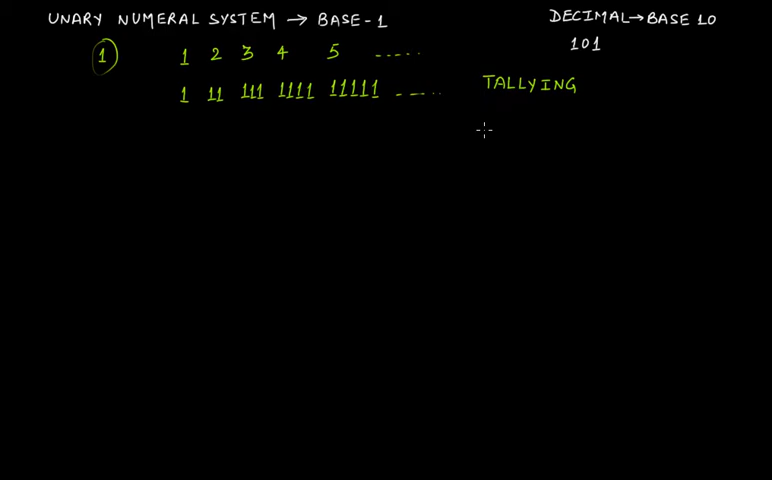 UNARY NUMERAL SYSTEM → BASE-1
DECIMAL→BASE 10
101
1 1 2 3 4 5 .....
1 11 111 1111 11111 .....
TALLYING